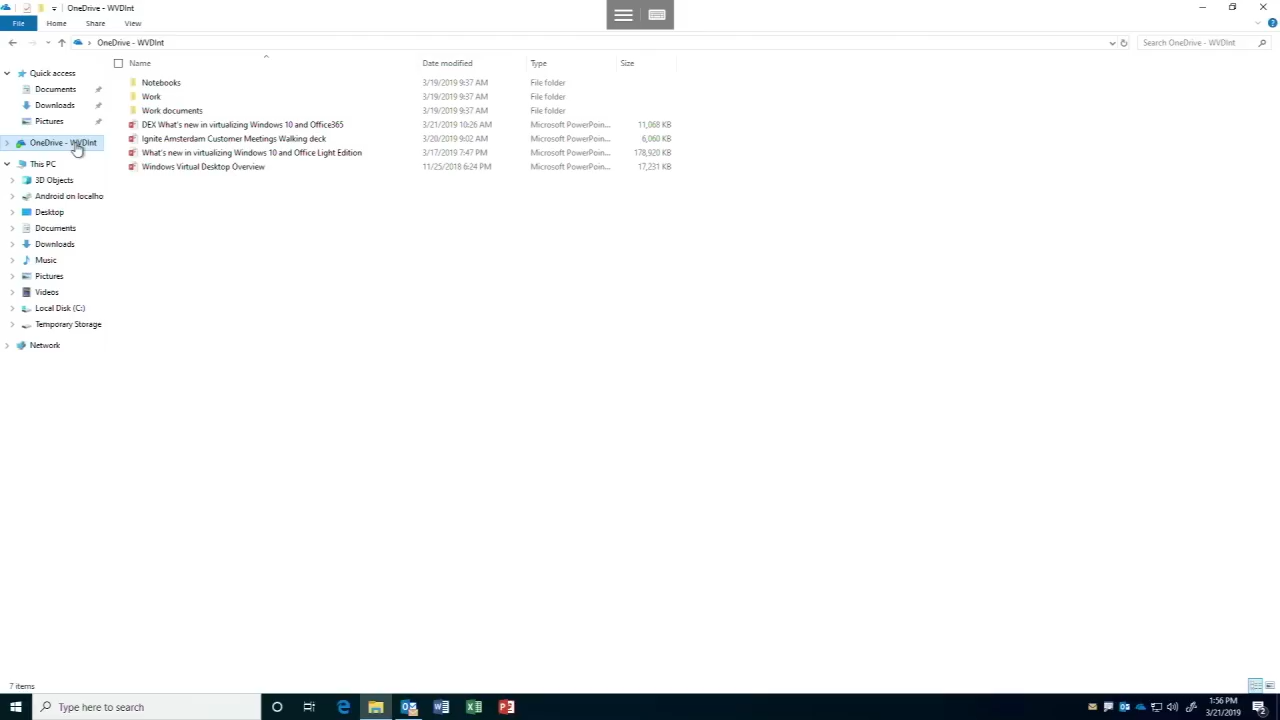 OneDrive - WVDInt
File Home Share View
OneDrive - WVDInt Search OneDrive - WVDInt
Name Date modified Type Size
Quick access
Documents
Downloads
Pictures
OneDrive - WVDInt
This PC
3D Objects
Android on localho
Desktop
Documents
Downloads
Music
Pictures
Videos
Local Disk (C:)
Temporary Storage
Network
Notebooks 3/19/2019 9:37 AM File folder
Work 3/19/2019 9:37 AM File folder
Work documents 3/19/2019 9:37 AM File folder
DEX What's new in virtualizing Windows 10 and Office365 3/21/2019 10:26 AM Microsoft PowerPoin... 11,068 KB
Ignite Amsterdam Customer Meetings Walking deck 3/20/2019 9:02 AM Microsoft PowerPoin... 6,060 KB
What's new in virtualizing Windows 10 and Office Light Edition 3/17/2019 7:47 PM Microsoft PowerPoin... 178,920 KB
Windows Virtual Desktop Overview 11/25/2018 6:24 PM Microsoft PowerPoin... 17,231 KB
7 items
Type here to search
1:56 PM
3/21/2019
2